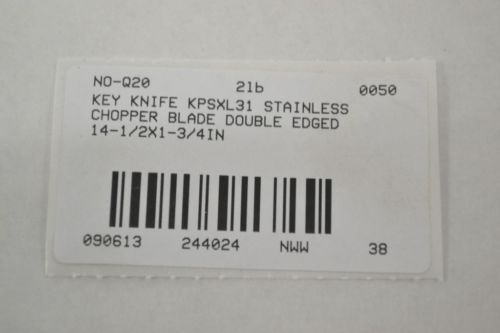 NO-Q20 2lb 0050
KEY KNIFE KPSXL31 STAINLESS
CHOPPER BLADE DOUBLE EDGED
14-1/2X1-3/4IN
090613 244024 NWW 38